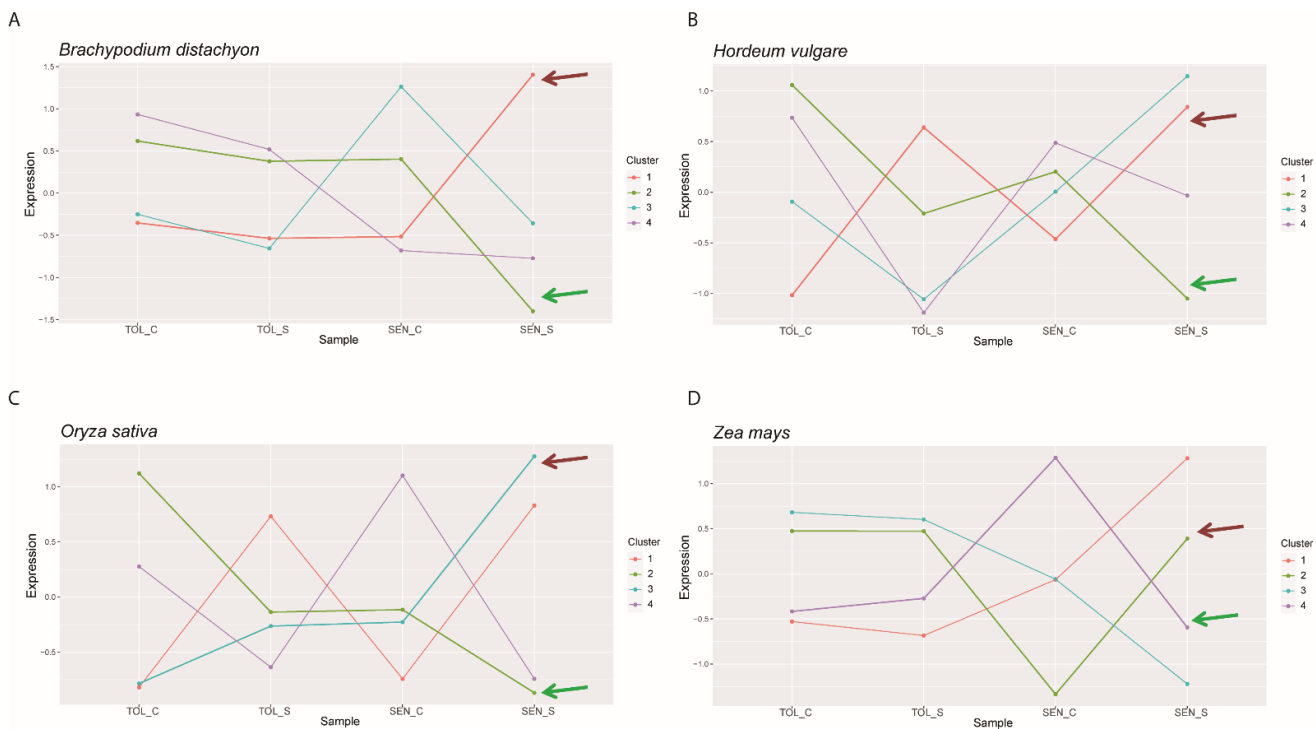 A
Brachypodium distachyon
1.5
1.0
0.5
0.0
−0.5
−1.0
−1.5
Expression
TOL_C TOL_S SEN_C SEN_S
Sample
Cluster
1
2
3
4
B
Hordeum vulgare
1.0
0.5
0.0
−0.5
−1.0
Expression
TOL_C TOL_S SEN_C SEN_S
Sample
Cluster
1
2
3
4
C
Oryza sativa
1.0
0.5
0.0
−0.5
Expression
TOL_C TOL_S SEN_C SEN_S
Sample
Cluster
1
2
3
4
D
Zea mays
1.0
0.5
0.0
−0.5
−1.0
Expression
TOL_C TOL_S SEN_C SEN_S
Sample
Cluster
1
2
3
4